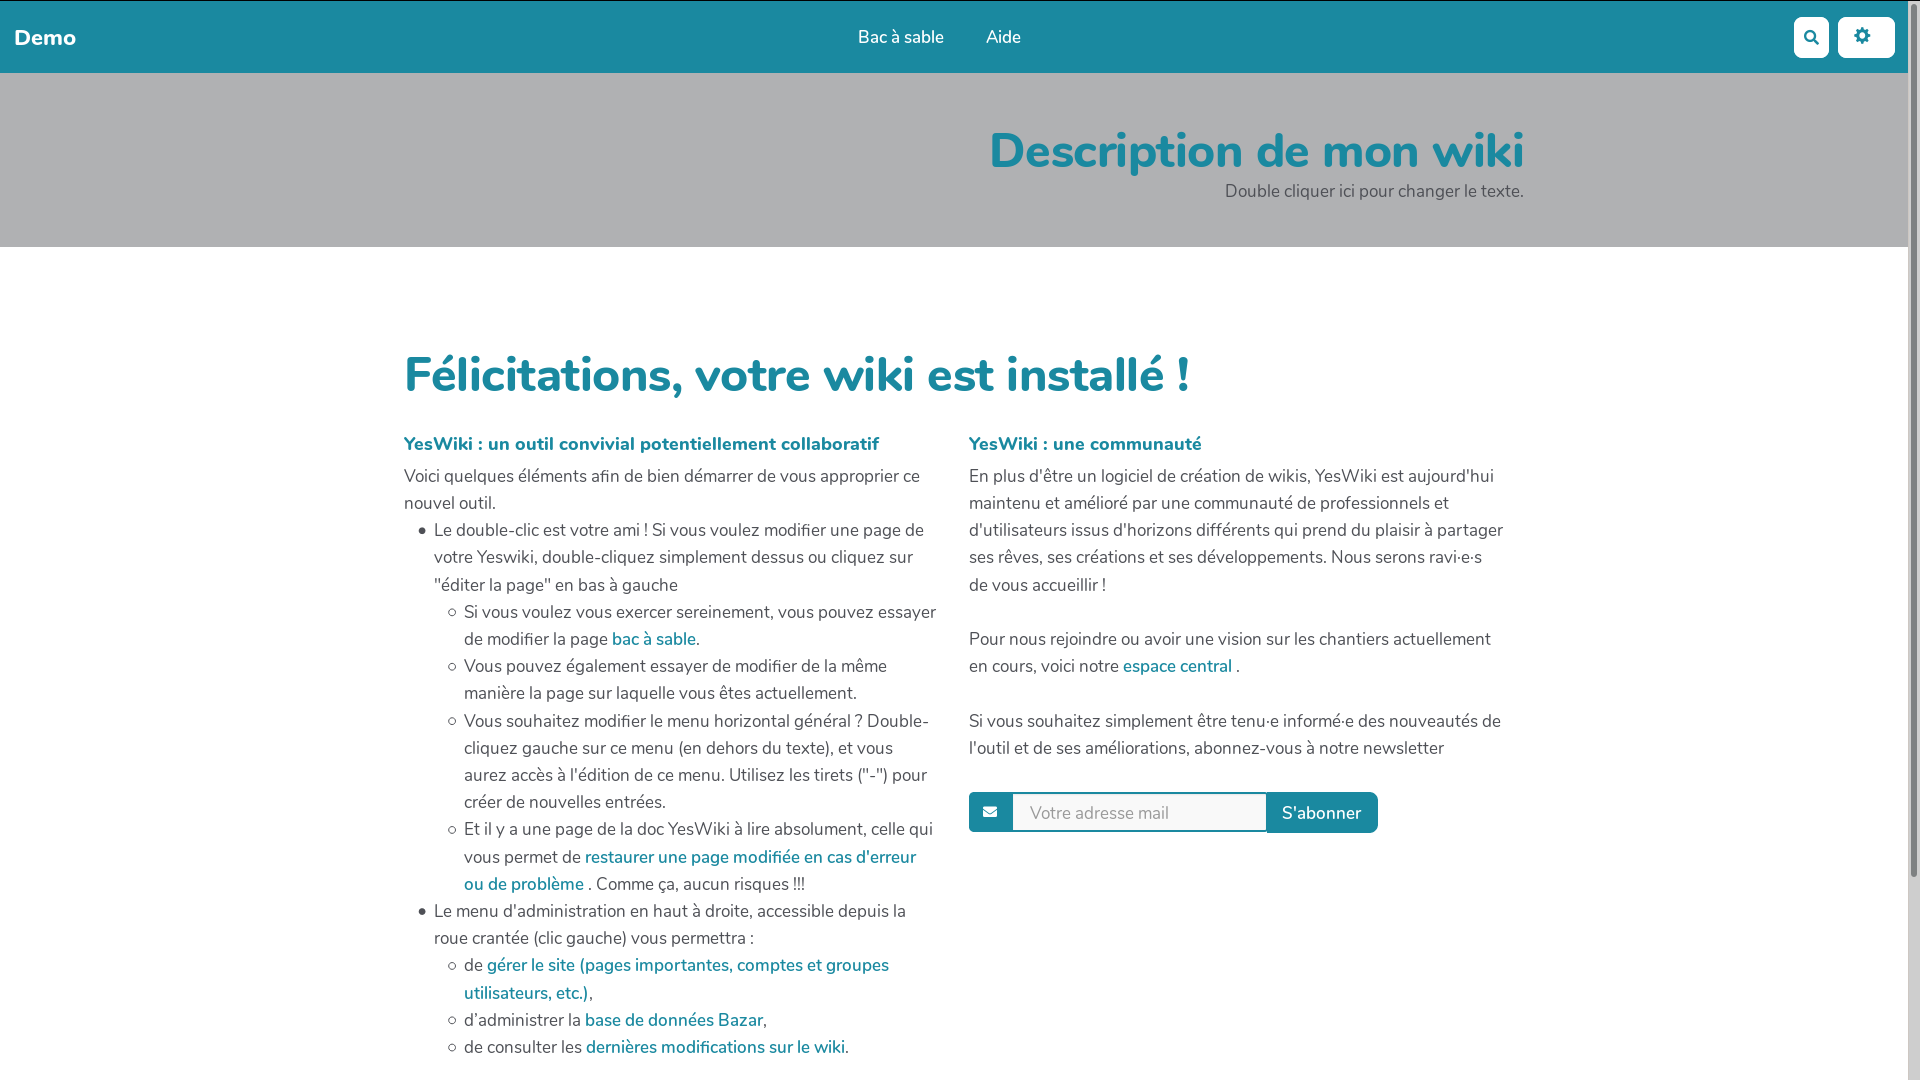 Demo
Bac à sable
Aide
Description de mon wiki
Double cliquer ici pour changer le texte.
Félicitations, votre wiki est installé !
YesWiki : un outil convivial potentiellement collaboratif
Voici quelques éléments afin de bien démarrer de vous approprier ce
nouvel outil.
Le double-clic est votre ami ! Si vous voulez modifier une page de
votre Yeswiki, double-cliquez simplement dessus ou cliquez sur
"éditer la page" en bas à gauche
Si vous voulez vous exercer sereinement, vous pouvez essayer
de modifier la page bac à sable.
Vous pouvez également essayer de modifier de la même
manière la page sur laquelle vous êtes actuellement.
Vous souhaitez modifier le menu horizontal général ? Double-
cliquez gauche sur ce menu (en dehors du texte), et vous
aurez accès à l'édition de ce menu. Utilisez les tirets ("-") pour
créer de nouvelles entrées.
Et il y a une page de la doc YesWiki à lire absolument, celle qui
vous permet de restaurer une page modifiée en cas d'erreur
ou de problème . Comme ça, aucun risques !!!
Le menu d'administration en haut à droite, accessible depuis la
roue crantée (clic gauche) vous permettra :
de gérer le site (pages importantes, comptes et groupes
utilisateurs, etc.),
d’administrer la base de données Bazar,
de consulter les dernières modifications sur le wiki.
YesWiki : une communauté
En plus d'être un logiciel de création de wikis, YesWiki est aujourd'hui
maintenu et amélioré par une communauté de professionnels et
d'utilisateurs issus d'horizons différents qui prend du plaisir à partager
ses rêves, ses créations et ses développements. Nous serons ravi·e·s
de vous accueillir !
Pour nous rejoindre ou avoir une vision sur les chantiers actuellement
en cours, voici notre espace central .
Si vous souhaitez simplement être tenu·e informé·e des nouveautés de
l'outil et de ses améliorations, abonnez-vous à notre newsletter
Votre adresse mail
S'abonner